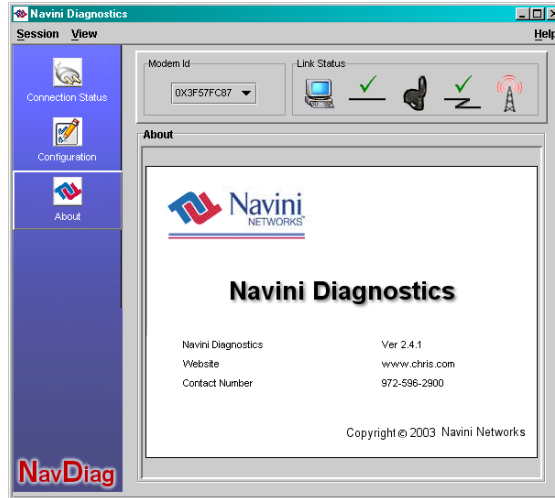 Navini Diagnostics
Session View Help
Modem Id
Link Status
0X3F57FC87
Connection Status
Configuration
About
About
Navini
NETWORKS
Navini Diagnostics
Navini Diagnostics Ver 2.4.1
Website www.chris.com
Contact Number 972-596-2900
Copyright © 2003 Navini Networks
NavDiag